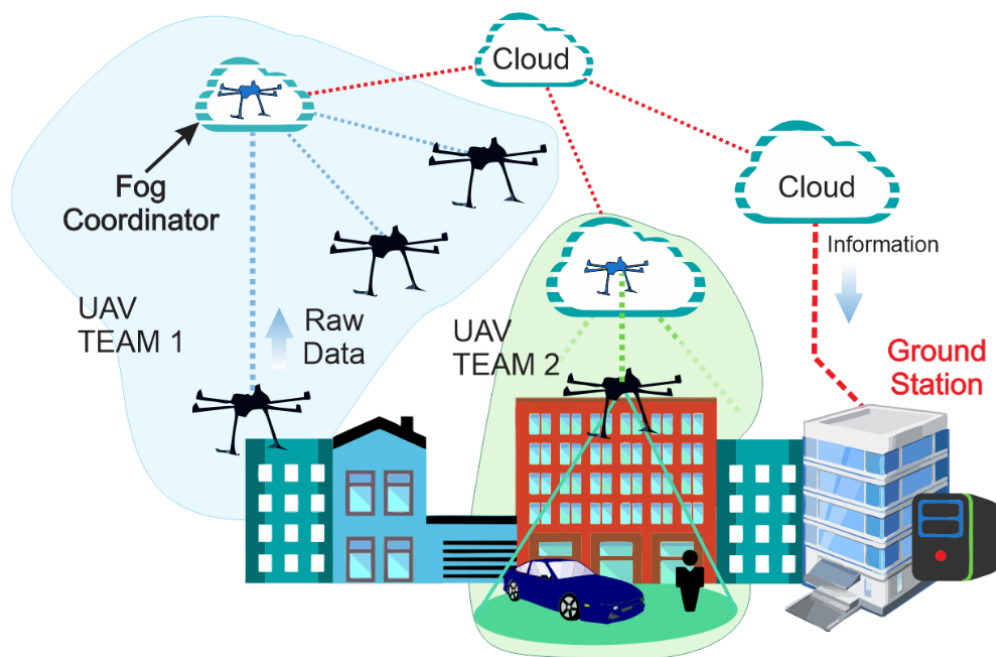 Cloud
Fog
Coordinator
Cloud
Information
UAV
TEAM 1
Raw
Data
UAV
TEAM 2
Ground
Station